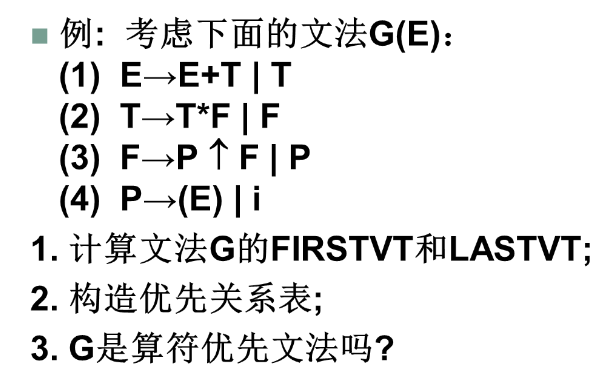 例: 考虑下面的文法G(E)：
(1) E→E+T | T
(2) T→T*F | F
(3) F→P↑F | P
(4) P→(E) | i
1. 计算文法G的FIRSTVT和LASTVT;
2. 构造优先关系表;
3. G是算符优先文法吗?